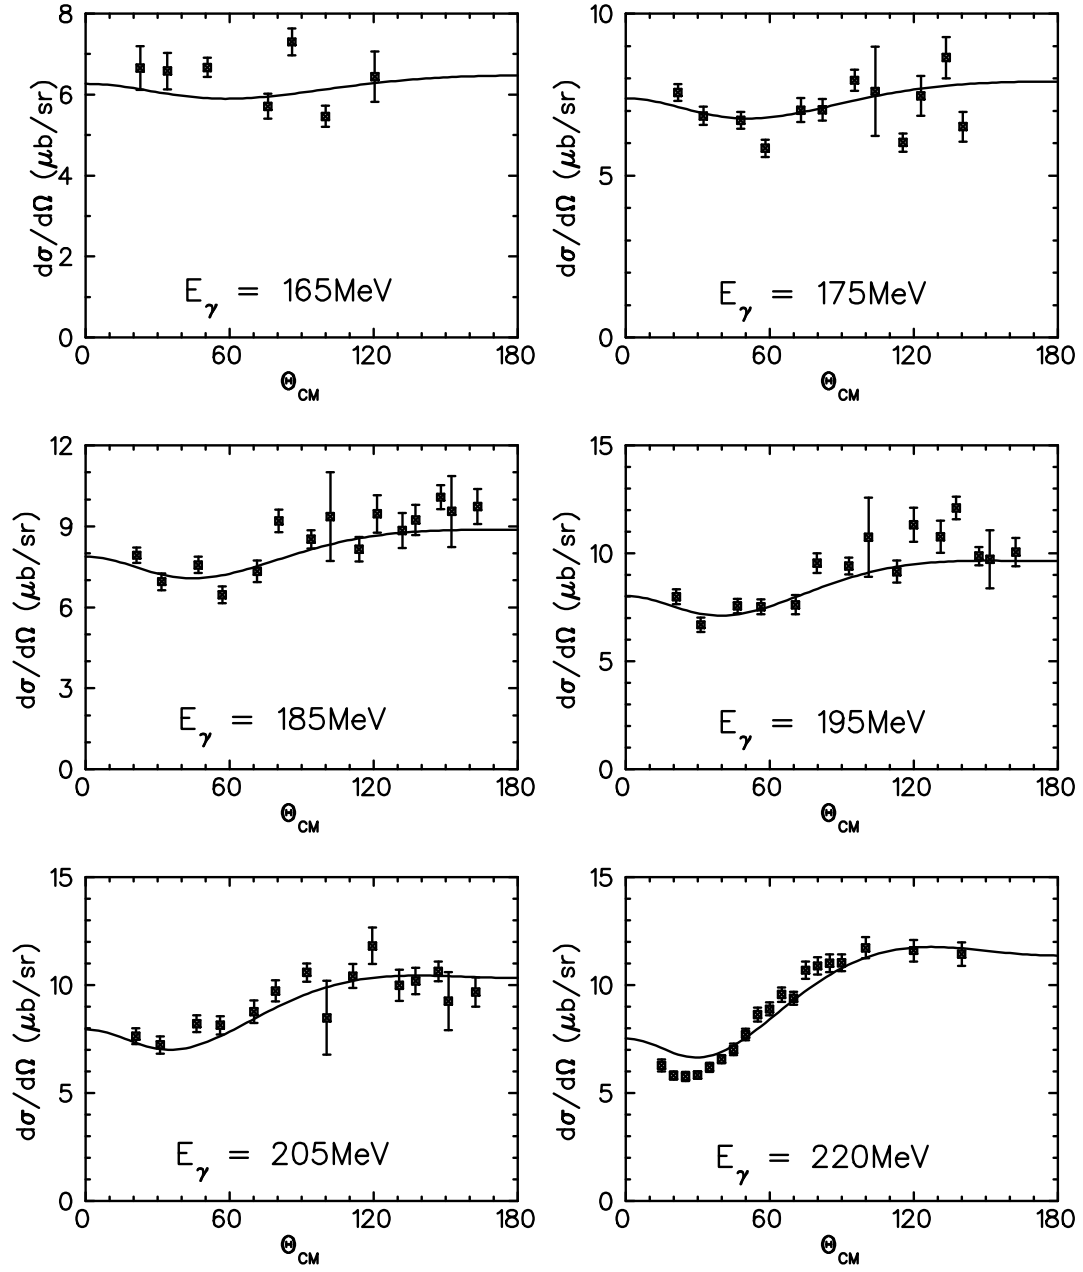 8
6
4
2
0
dσ/dΩ (μb/sr)
E_γ = 165MeV
0 60 120 180
Θ_CM
10
5
0
dσ/dΩ (μb/sr)
E_γ = 175MeV
0 60 120 180
Θ_CM
12
9
6
3
0
dσ/dΩ (μb/sr)
E_γ = 185MeV
0 60 120 180
Θ_CM
15
10
5
0
dσ/dΩ (μb/sr)
E_γ = 195MeV
0 60 120 180
Θ_CM
15
10
5
0
dσ/dΩ (μb/sr)
E_γ = 205MeV
0 60 120 180
Θ_CM
15
10
5
0
dσ/dΩ (μb/sr)
E_γ = 220MeV
0 60 120 180
Θ_CM